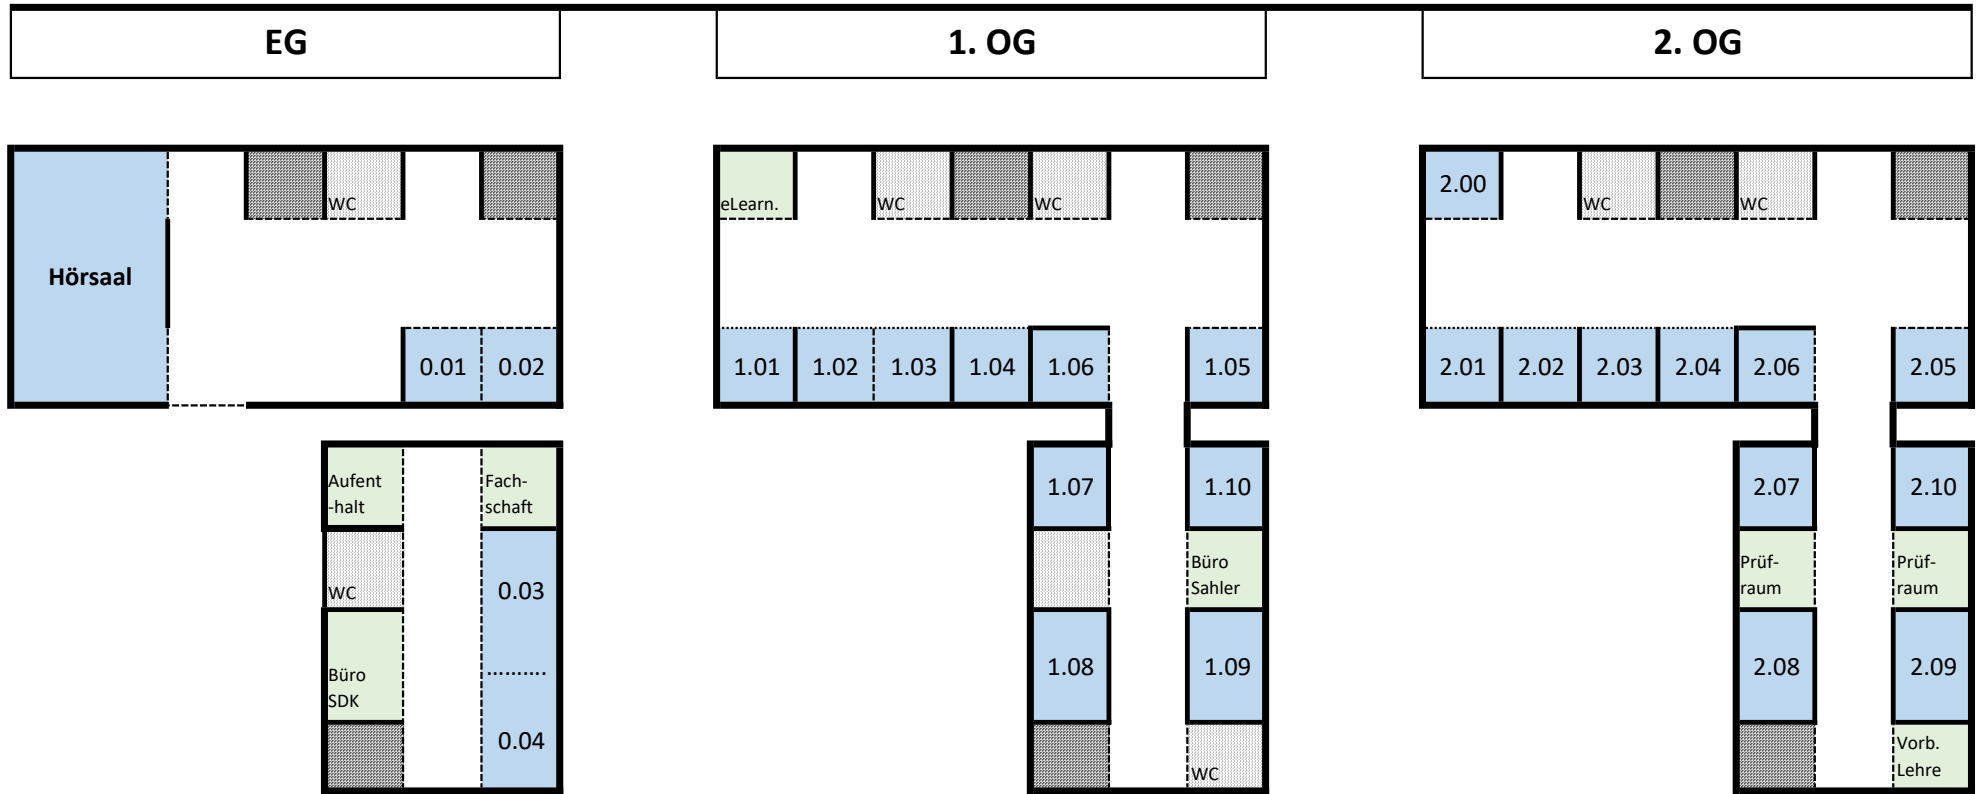 EG
1. OG
2. OG
WC
Hörsaal
0.01
0.02
Aufent
-halt
Fach-
schaft
WC
0.03
Büro
SDK
..........
0.04
eLearn.
WC
WC
1.01
1.02
1.03
1.04
1.06
1.05
1.07
1.10
Büro
Sahler
1.08
1.09
WC
2.00
WC
WC
2.01
2.02
2.03
2.04
2.06
2.05
2.07
2.10
Prüf-
raum
Prüf-
raum
2.08
2.09
Vorb.
Lehre